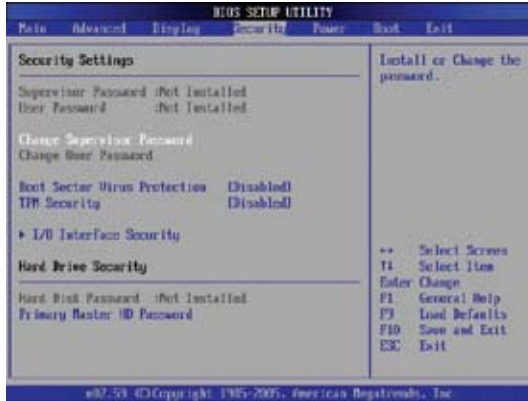 BIOS SETUP UTILITY
Main Advanced Display Security Power Boot Exit
Security Settings
Supervisor Password :Not Installed
User Password :Not Installed
Change Supervisor Password
Change User Password
Boot Sector Virus Protection [Disabled]
TPM Security [Disabled]
I/O Interface Security
Hard Drive Security
Hard Disk Password :Not Installed
Primary Master HD Password
Install or Change the
password.
↔ Select Screen
↑↓ Select Item
Enter Change
F1 General Help
F9 Load Defaults
F10 Save and Exit
ESC Exit
v02.59 (C)Copyright 1985-2005, American Megatrends, Inc